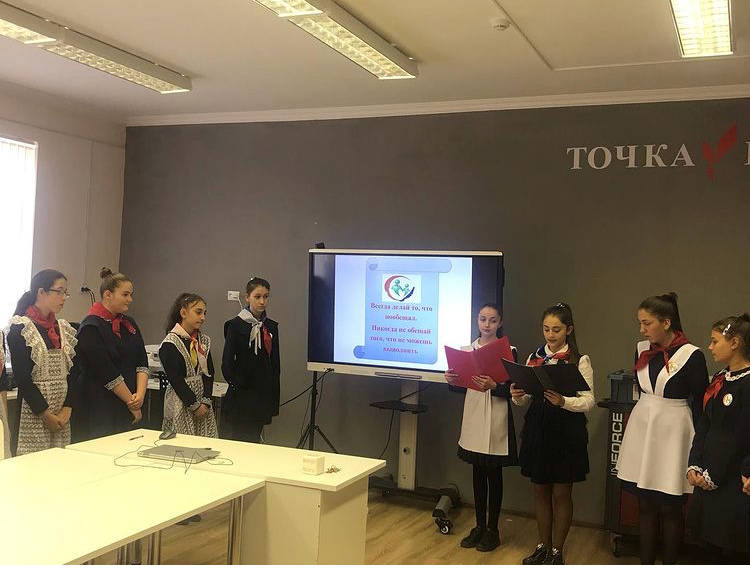 ТОЧКА
Всегда делай то, что
пообещал.
Никогда не обещай
того, что не можешь
выполнить
INFORCE